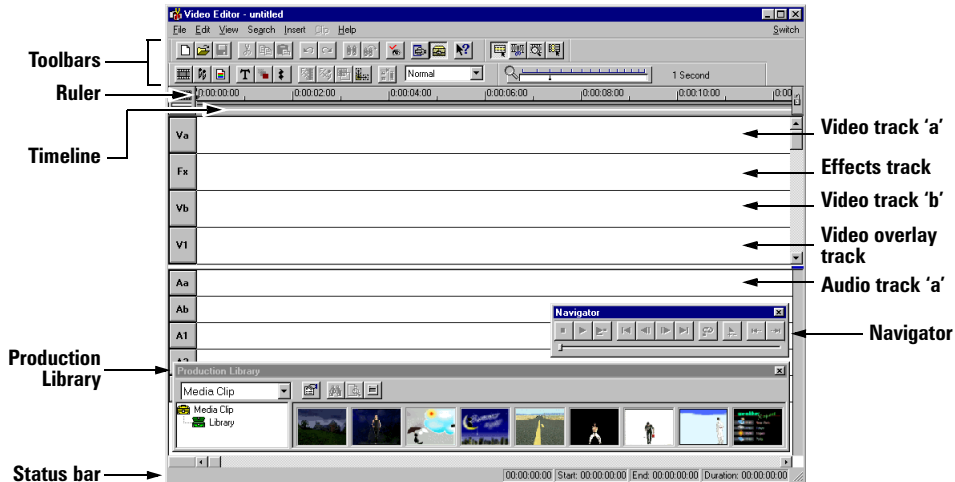 Video Editor - untitled
File Edit View Search Insert Clip Help Switch
Toolbars
Normal
1 Second
Ruler
0:00:00:00 0:00:02:00 0:00:04:00 0:00:06:00 0:00:08:00 0:00:10:00 0:00
Timeline
Va
Video track ‘a’
Fx
Effects track
Vb
Video track ‘b’
V1
Video overlay
track
Aa
Audio track ‘a’
Ab
Navigator
A1
Navigator
Production
Library
Production Library
Media Clip
Media Clip
Library
Summer
night
Status bar
00:00:00:00 Start: 00:00:00:00 End: 00:00:00:00 Duration: 00:00:00:00